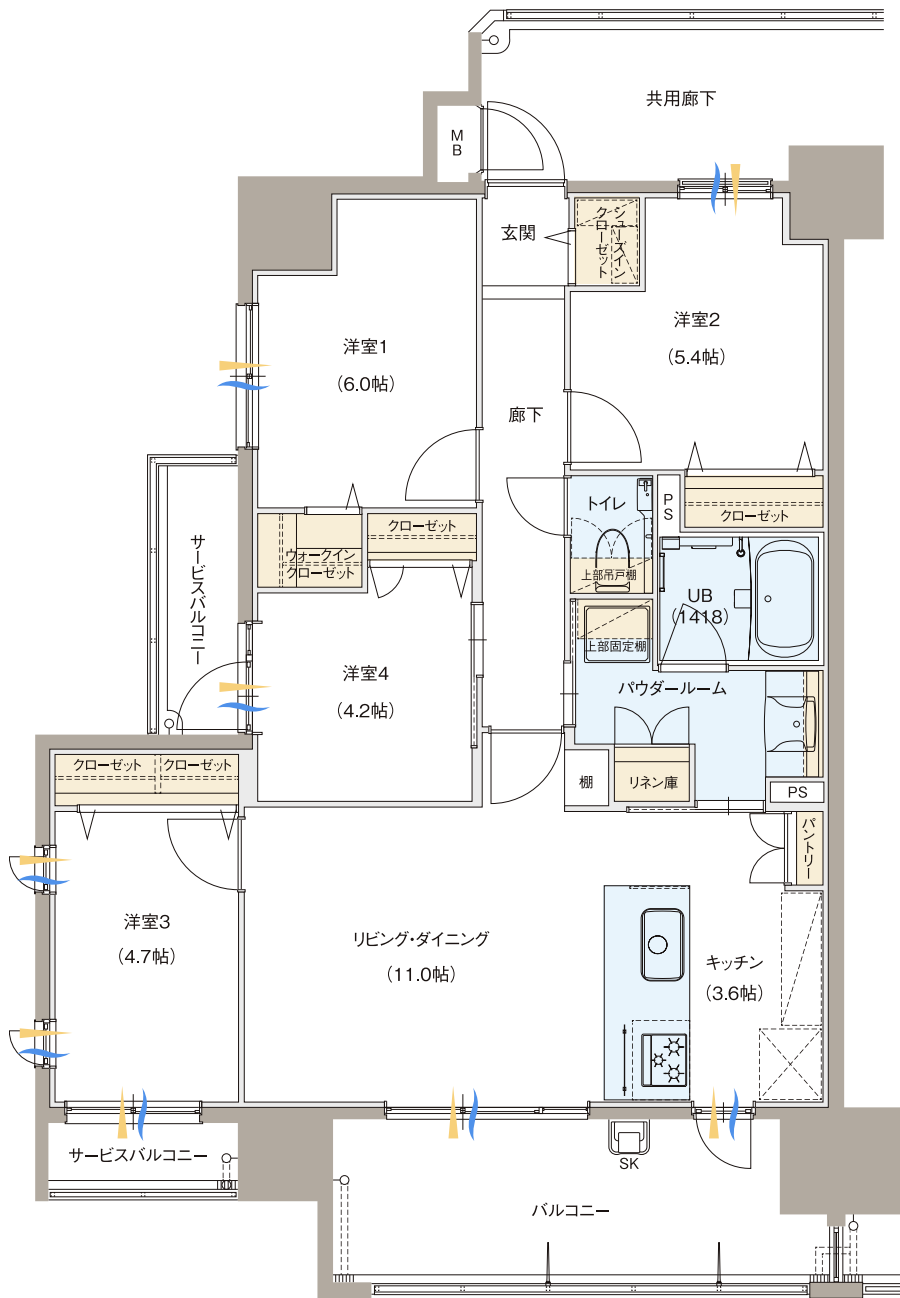 共用廊下
MB
玄関
シューズイン
クローゼット
洋室2
(5.4帖)
洋室1
(6.0帖)
廊下
トイレ
上部吊戸棚
PS
クローゼット
クローゼット
ウォークイン
クローゼット
サービスバルコニー
UB
(1418)
上部固定棚
洋室4
(4.2帖)
パウダールーム
クローゼット
クローゼット
棚
リネン庫
PS
パントリー
洋室3
(4.7帖)
リビング・ダイニング
(11.0帖)
キッチン
(3.6帖)
サービスバルコニー
SK
バルコニー